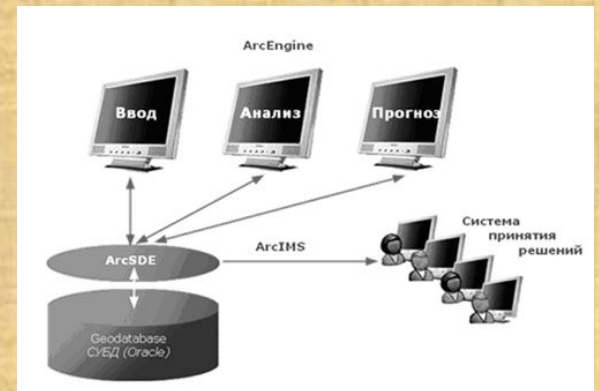 ArcEngine
Ввод
Анализ
Прогноз
Система
принятия
решений
ArcIMS
ArcSDE
Geodatabase
СУБД (Oracle)